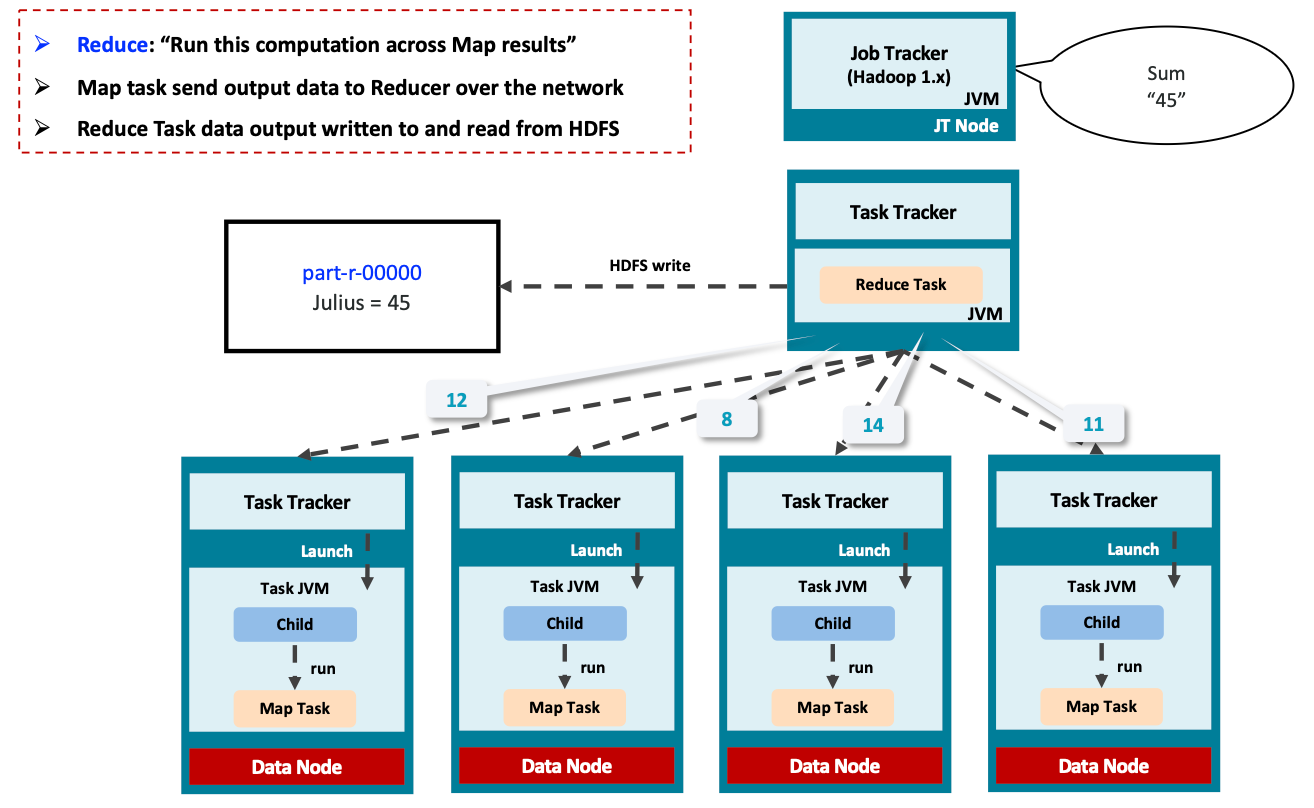 Reduce: “Run this computation across Map results”
Map task send output data to Reducer over the network
Reduce Task data output written to and read from HDFS
Job Tracker
(Hadoop 1.x)
JVM
JT Node
Sum
“45”
Task Tracker
Reduce Task
JVM
HDFS write
part-r-00000
Julius = 45
12
8
14
11
Task Tracker
Launch
Task JVM
Child
run
Map Task
Data Node
Task Tracker
Launch
Task JVM
Child
run
Map Task
Data Node
Task Tracker
Launch
Task JVM
Child
run
Map Task
Data Node
Task Tracker
Launch
Task JVM
Child
run
Map Task
Data Node